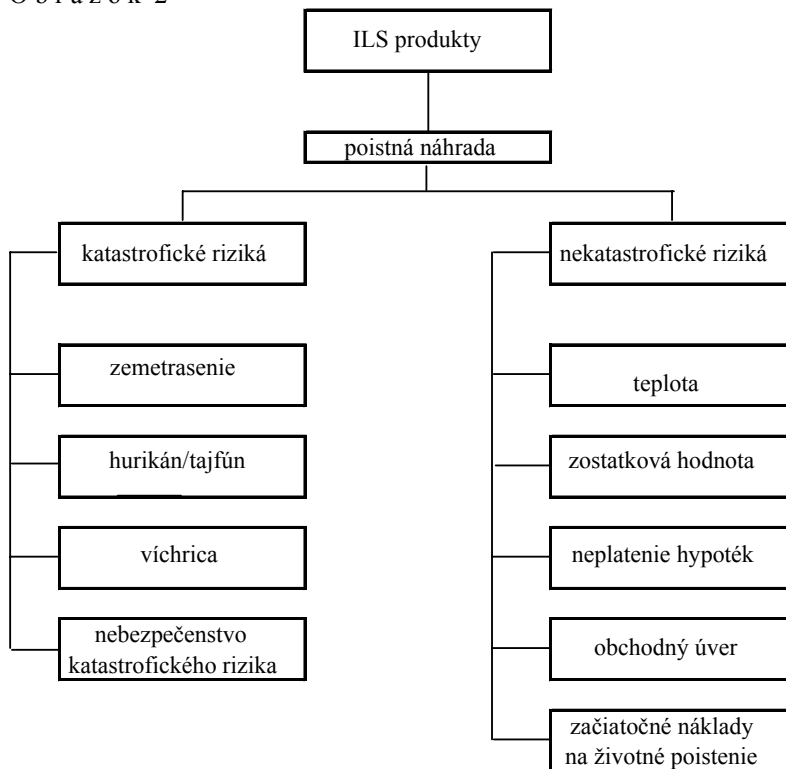 O b r á z o k 2
ILS produkty
poistná náhrada
katastrofické riziká
zemetrasenie
hurikán/tajfún
víchrica
nebezpečenstvo
katastrofického rizika
nekatastrofické riziká
teplota
zostatková hodnota
neplatenie hypoték
obchodný úver
začiatočné náklady
na životné poistenie